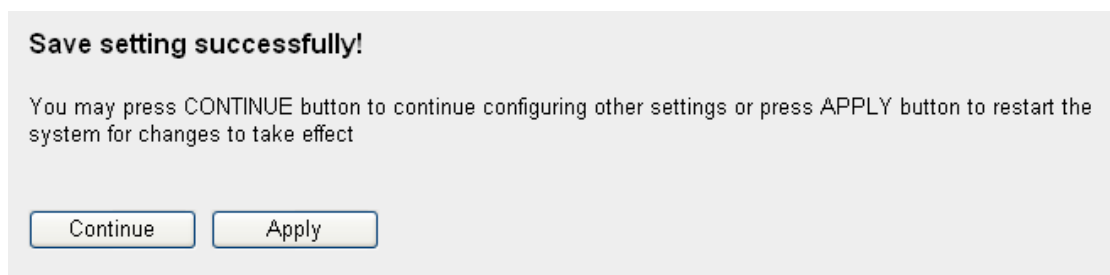 Save setting successfully!
You may press CONTINUE button to continue configuring other settings or press APPLY button to restart the
system for changes to take effect
Continue
Apply